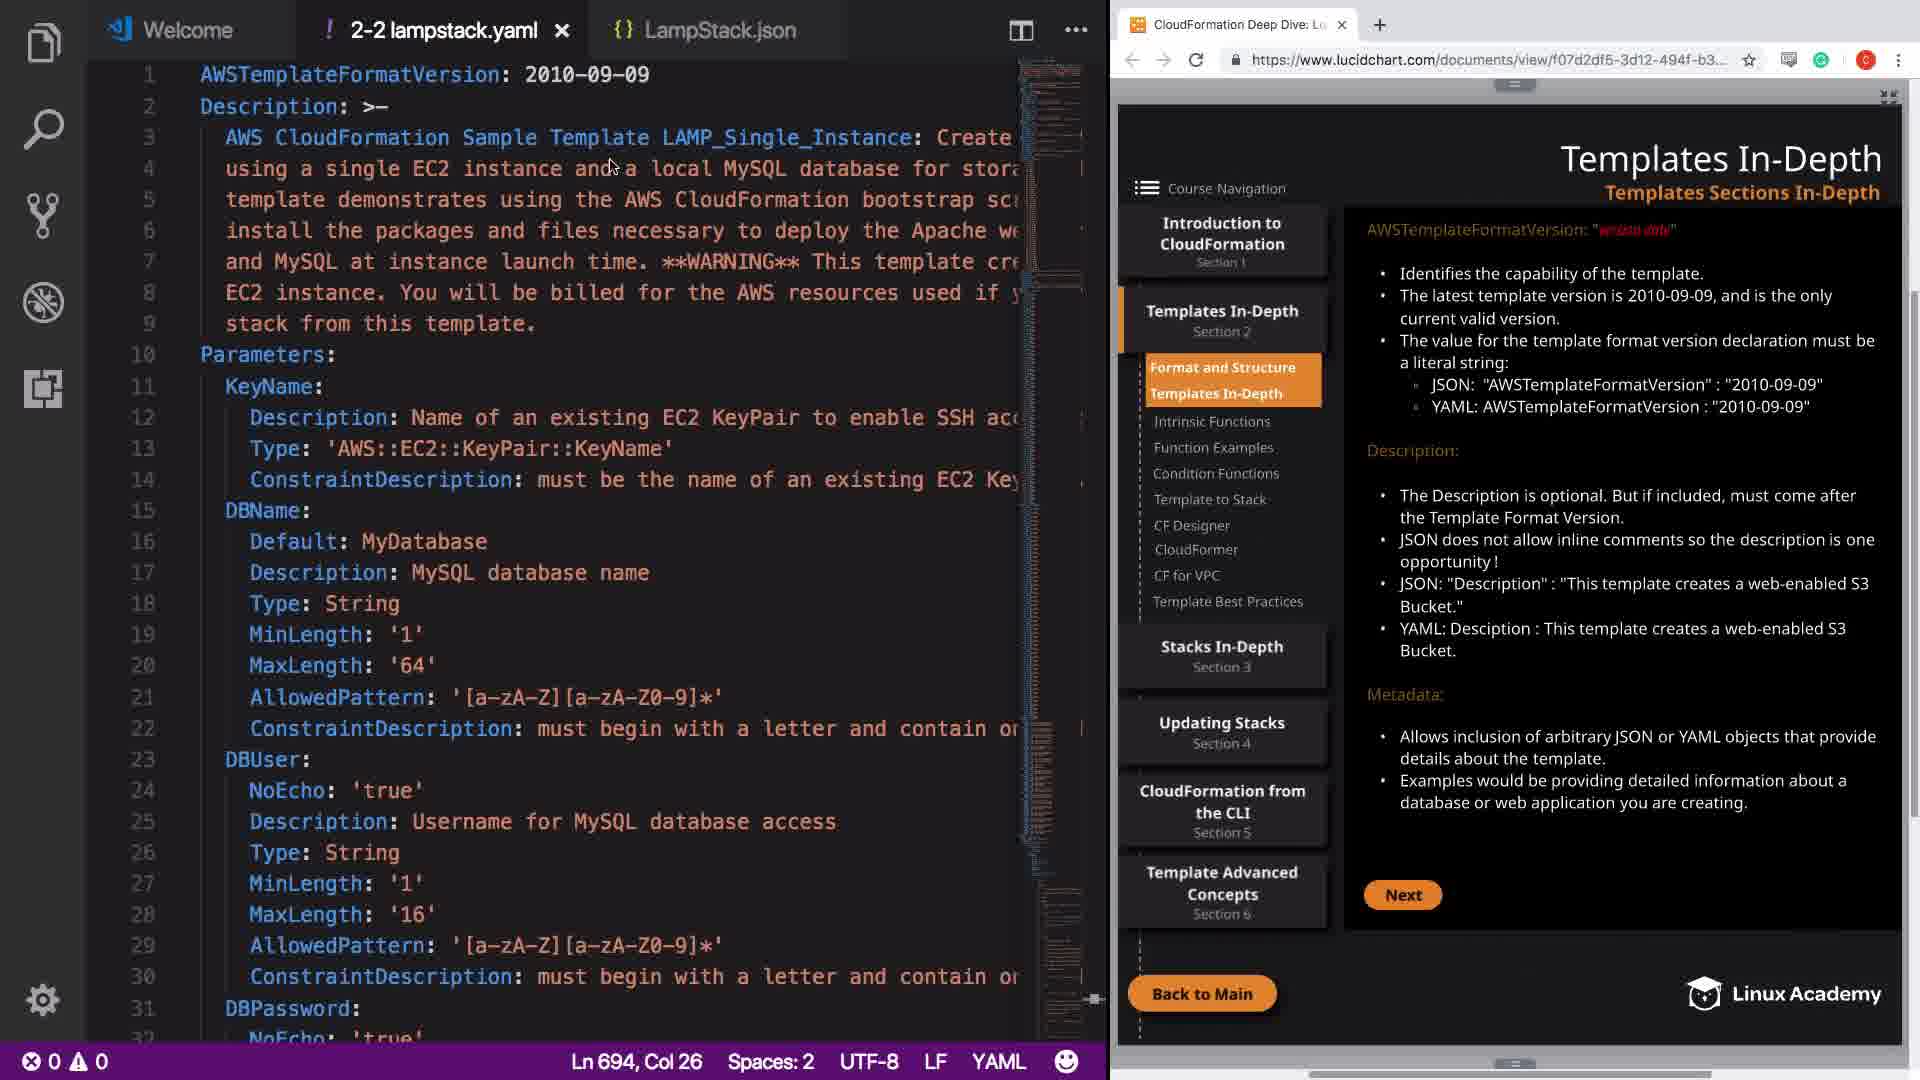 Welcome
! 2-2 lampstack.yaml ×
{} LampStack.json
1 AWSTemplateFormatVersion: 2010-09-09
2 Description: >-
3 AWS CloudFormation Sample Template LAMP_Single_Instance: Create
4 using a single EC2 instance and a local MySQL database for stora
5 template demonstrates using the AWS CloudFormation bootstrap scr
6 install the packages and files necessary to deploy the Apache we
7 and MySQL at instance launch time. **WARNING** This template cre
8 EC2 instance. You will be billed for the AWS resources used if y
9 stack from this template.
10 Parameters:
11 KeyName:
12 Description: Name of an existing EC2 KeyPair to enable SSH acc
13 Type: 'AWS::EC2::KeyPair::KeyName'
14 ConstraintDescription: must be the name of an existing EC2 Key
15 DBName:
16 Default: MyDatabase
17 Description: MySQL database name
18 Type: String
19 MinLength: '1'
20 MaxLength: '64'
21 AllowedPattern: '[a-zA-Z][a-zA-Z0-9]*'
22 ConstraintDescription: must begin with a letter and contain on
23 DBUser:
24 NoEcho: 'true'
25 Description: Username for MySQL database access
26 Type: String
27 MinLength: '1'
28 MaxLength: '16'
29 AllowedPattern: '[a-zA-Z][a-zA-Z0-9]*'
30 ConstraintDescription: must begin with a letter and contain on
31 DBPassword:
32 NoEcho: 'true'
0 0
Ln 694, Col 26 Spaces: 2 UTF-8 LF YAML
CloudFormation Deep Dive: Lu
https://www.lucidchart.com/documents/view/f07d2df5-3d12-494f-b3...
C
Templates In-Depth
Templates Sections In-Depth
Course Navigation
Introduction to
CloudFormation
Section 1
Templates In-Depth
Section 2
Format and Structure
Templates In-Depth
Intrinsic Functions
Function Examples
Condition Functions
Template to Stack
CF Designer
CloudFormer
CF for VPC
Template Best Practices
Stacks In-Depth
Section 3
Updating Stacks
Section 4
CloudFormation from
the CLI
Section 5
Template Advanced
Concepts
Section 6
Back to Main
AWSTemplateFormatVersion: "version date"
• Identifies the capability of the template.
• The latest template version is 2010-09-09, and is the only
current valid version.
• The value for the template format version declaration must be
a literal string:
◦ JSON: "AWSTemplateFormatVersion" : "2010-09-09"
◦ YAML: AWSTemplateFormatVersion : "2010-09-09"
Description:
• The Description is optional. But if included, must come after
the Template Format Version.
• JSON does not allow inline comments so the description is one
opportunity!
• JSON: "Description" : "This template creates a web-enabled S3
Bucket."
• YAML: Desciption : This template creates a web-enabled S3
Bucket.
Metadata:
• Allows inclusion of arbitrary JSON or YAML objects that provide
details about the template.
• Examples would be providing detailed information about a
database or web application you are creating.
Next
Linux Academy